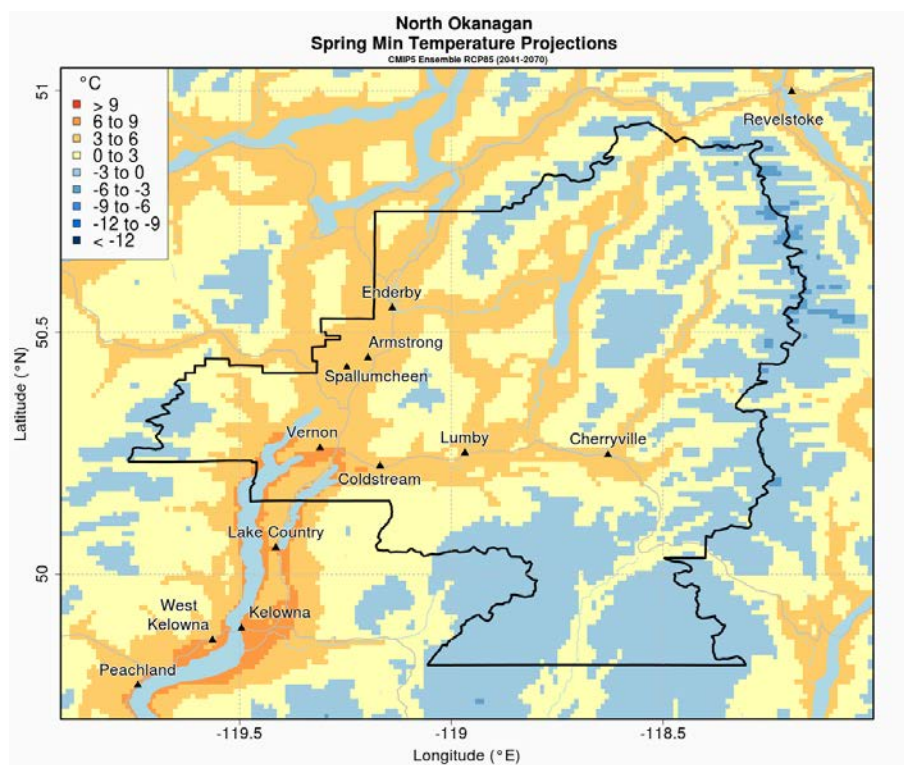 North Okanagan
Spring Min Temperature Projections
CMIP5 Ensemble RCP85 (2041-2070)
°C
> 9
6 to 9
3 to 6
0 to 3
-3 to 0
-6 to -3
-9 to -6
-12 to -9
< -12
51
50.5
50
Latitude (°N)
Revelstoke
Enderby
Armstrong
Spallumcheen
Vernon
Lumby
Cherryville
Coldstream
Lake Country
West
Kelowna
Kelowna
Peachland
-119.5
-119
-118.5
Longitude (°E)